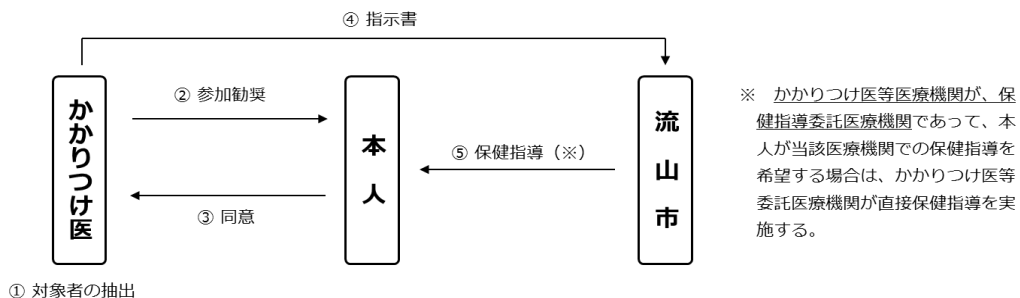 ④ 指示書
かかりつけ医
② 参加勧奨
③ 同意
本人
⑤ 保健指導（※）
流山市
※　かかりつけ医等医療機関が、保
健指導委託医療機関であって、本
人が当該医療機関での保健指導を
希望する場合は、かかりつけ医等
委託医療機関が直接保健指導を実
施する。
① 対象者の抽出